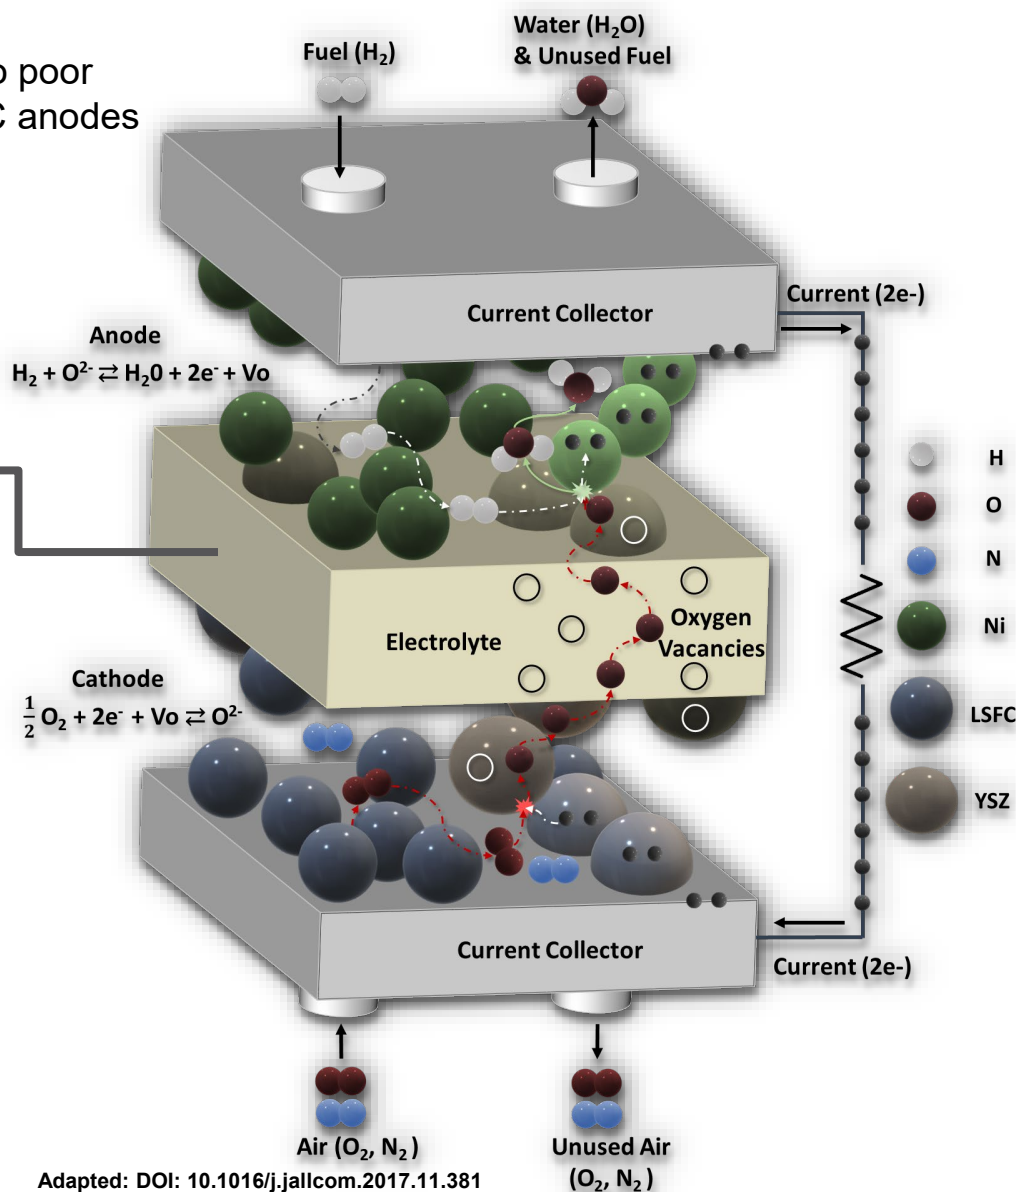 Fuel (H₂)
Water (H₂O)
& Unused Fuel
poor
anodes
Current Collector
Current (2e-)
Anode
H₂ + O²⁻ ⇄ H₂0 + 2e⁻ + Vo
H
O
N
Ni
LSFC
YSZ
Electrolyte
Oxygen
Vacancies
Cathode
1/2 O₂ + 2e⁻ + Vo ⇄ O²⁻
Current Collector
Current (2e-)
Air (O₂, N₂ )
Unused Air
(O₂, N₂ )
Adapted: DOI: 10.1016/j.jallcom.2017.11.381